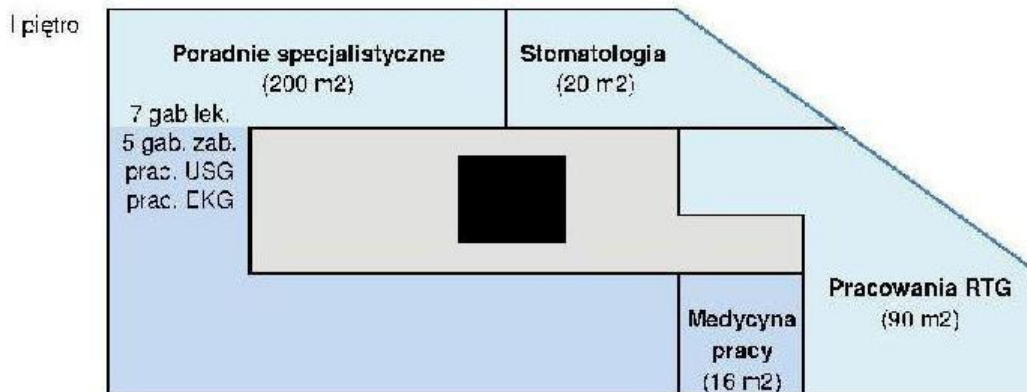 I piętro
Poradnie specjalistyczne
(200 m2)
Stomatologia
(20 m2)
7 gab lek.
5 gab. zab.
prac. USG
prac. EKG
Pracowania RTG
(90 m2)
Medycyna
pracy
(16 m2)